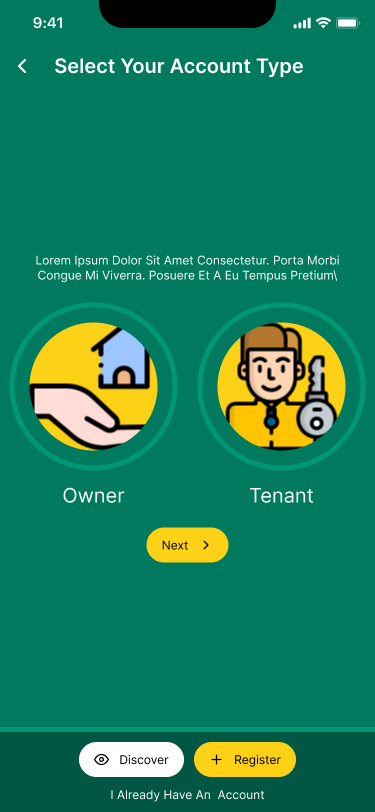 9:41
Select Your Account Type
Lorem Ipsum Dolor Sit Amet Consectetur. Porta Morbi
Congue Mi Viverra. Posuere Et A Eu Tempus Pretium\
Owner
Tenant
Next
Discover
Register
I Already Have An  Account